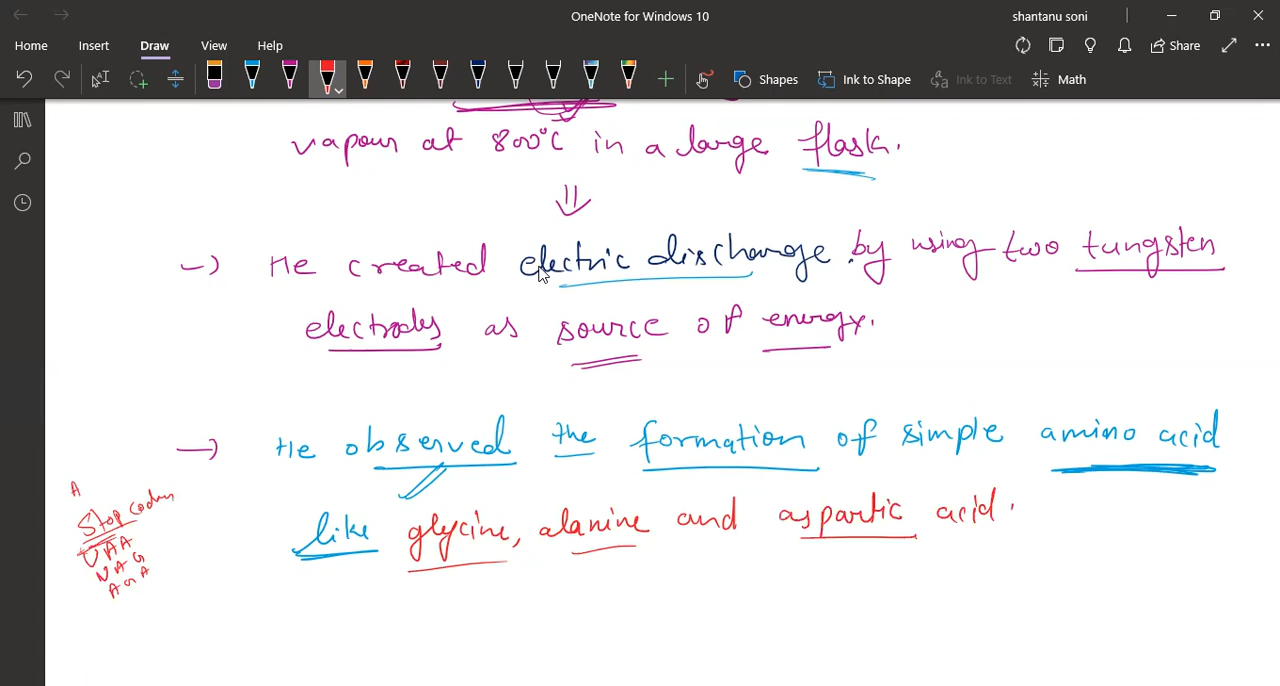 OneNote for Windows 10
shantanu soni
Home Insert Draw View Help
Share
Shapes Ink to Shape Ink to Text Math
vapour at 800°C in a large flask.
He created electric discharge by using two tungsten
electrodes as source of energy.
He observed the formation of simple amino acid
like glycine, alanine and aspartic acid.
A
Stop codon
UAA
UAG
AGA